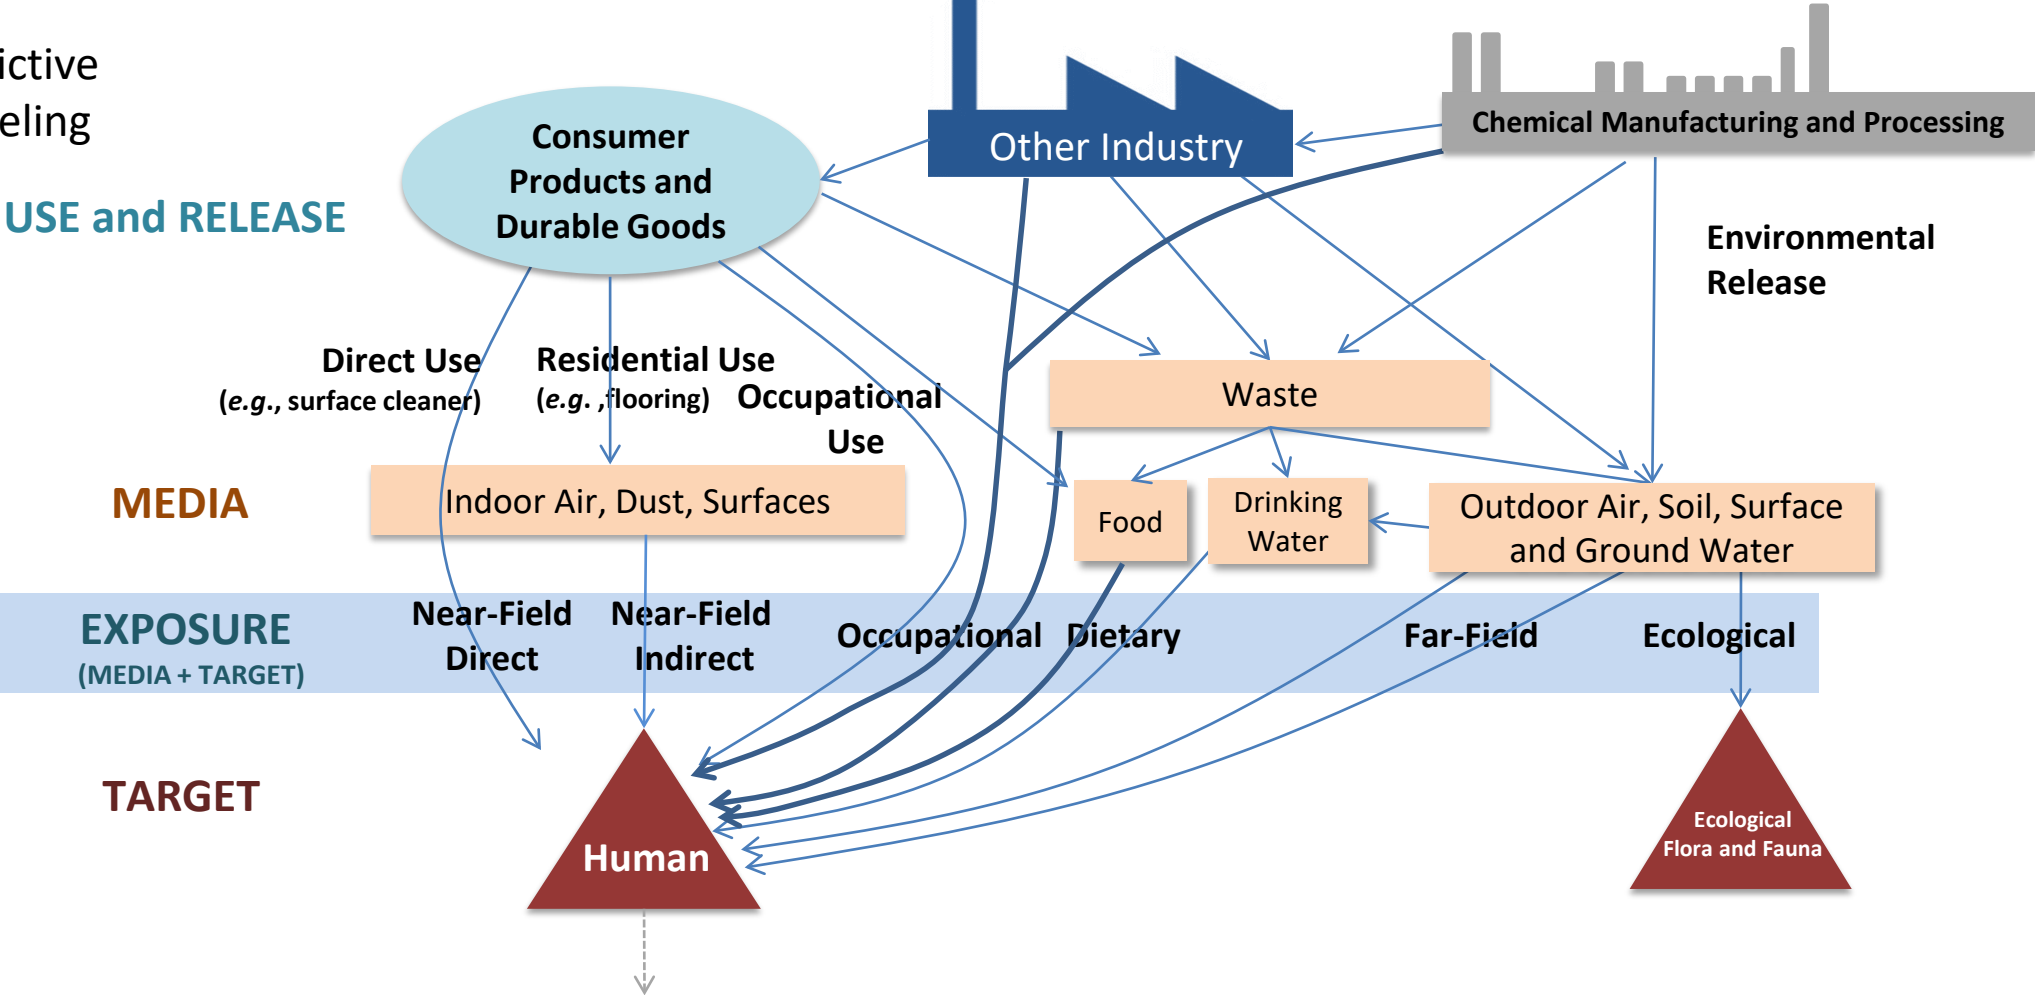 ictive
eling
Consumer
Products and
Durable Goods
Other Industry
Chemical Manufacturing and Processing
USE and RELEASE
Environmental
Release
Direct Use
(e.g., surface cleaner)
Residential Use
(e.g. ,flooring)
Occupational
Use
Waste
MEDIA
Indoor Air, Dust, Surfaces
Food
Drinking
Water
Outdoor Air, Soil, Surface
and Ground Water
EXPOSURE
(MEDIA + TARGET)
Near-Field
Direct
Near-Field
Indirect
Occupational
Dietary
Far-Field
Ecological
TARGET
Human
Ecological
Flora and Fauna